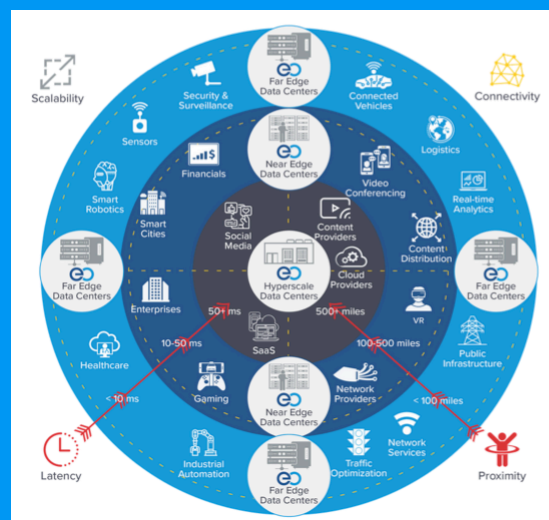 Far Edge
Data Centers
Scalability
Security &
Surveillance
Connected
Vehicles
Connectivity
Sensors
Logistics
Financials
Near Edge
Data Centers
Video
Conferencing
Smart
Robotics
Smart
Cities
Social
Media
Content
Providers
Real-time
Analytics
Content
Distribution
Far Edge
Data Centers
Hyperscale
Data Centers
Cloud
Providers
Far Edge
Data Centers
Enterprises
50+ ms
500+ miles
VR
10-50 ms
SaaS
100-500 miles
Public
Infrastructure
Healthcare
Gaming
Near Edge
Data Centers
Network
Providers
< 10 ms
< 100 miles
Latency
Industrial
Automation
Far Edge
Data Centers
Traffic
Optimization
Network
Services
Proximity